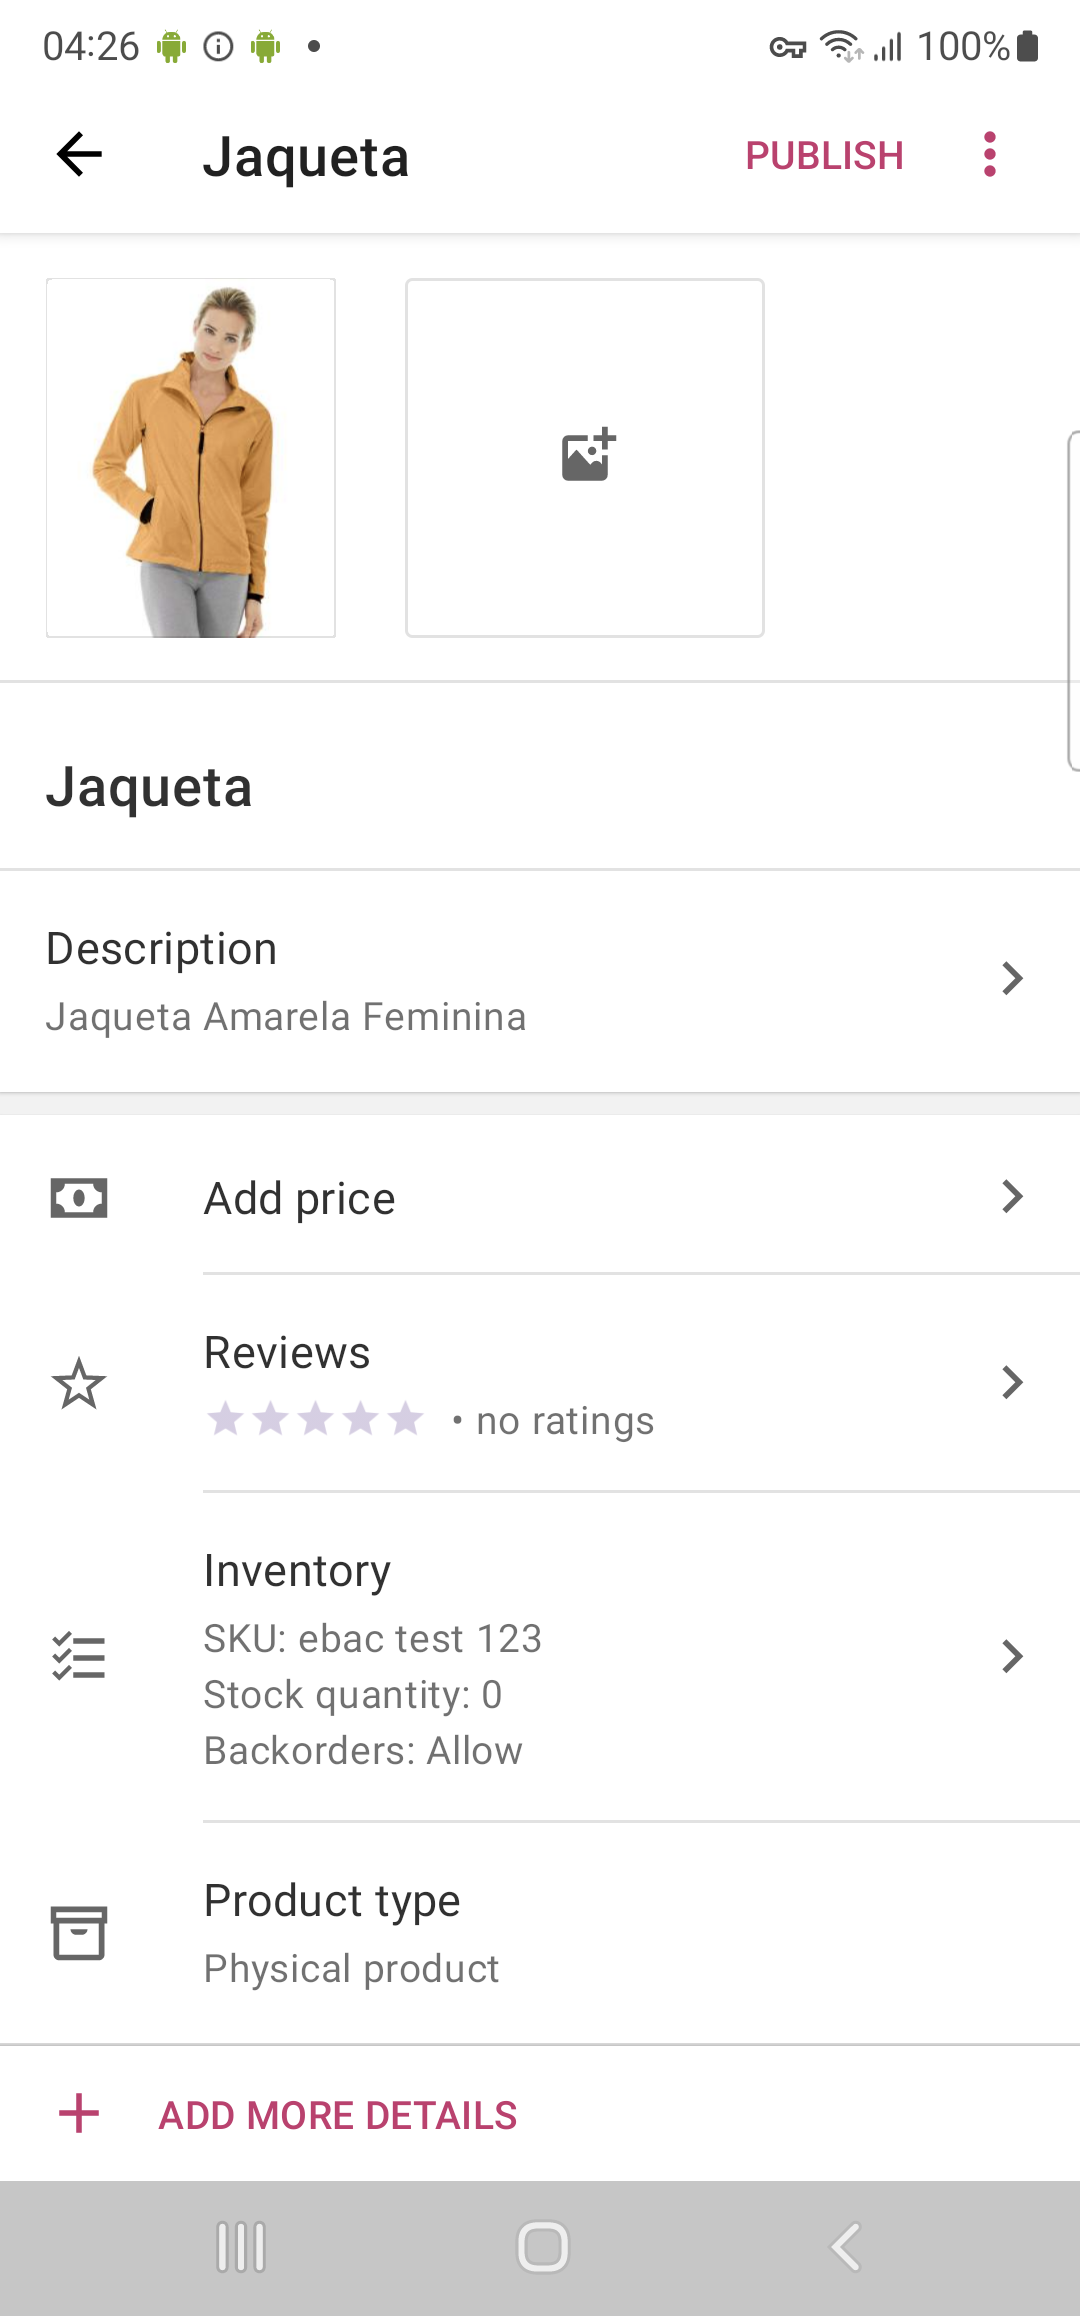 04:26
100%
Jaqueta
PUBLISH
Jaqueta
Description
Jaqueta Amarela Feminina
Add price
Reviews
• no ratings
Inventory
SKU: ebac test 123
Stock quantity: 0
Backorders: Allow
Product type
Physical product
ADD MORE DETAILS